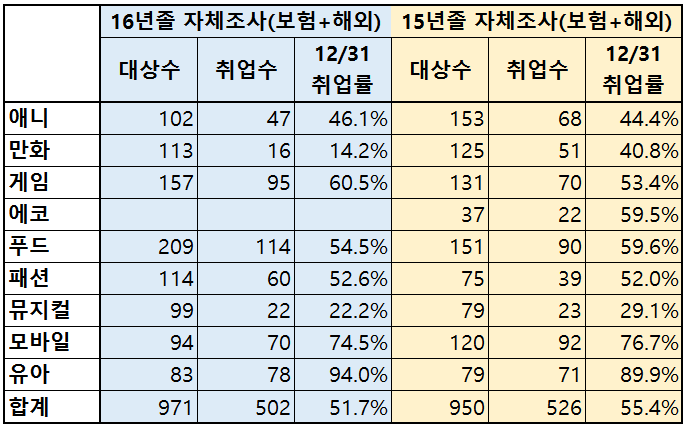 16년졸 자체조사(보험+해외) 15년졸 자체조사(보험+해외)
대상수 취업수 12/31 취업률 대상수 취업수 12/31 취업률
애니 102 47 46.1% 153 68 44.4%
만화 113 16 14.2% 125 51 40.8%
게임 157 95 60.5% 131 70 53.4%
에코 37 22 59.5%
푸드 209 114 54.5% 151 90 59.6%
패션 114 60 52.6% 75 39 52.0%
뮤지컬 99 22 22.2% 79 23 29.1%
모바일 94 70 74.5% 120 92 76.7%
유아 83 78 94.0% 79 71 89.9%
합계 971 502 51.7% 950 526 55.4%